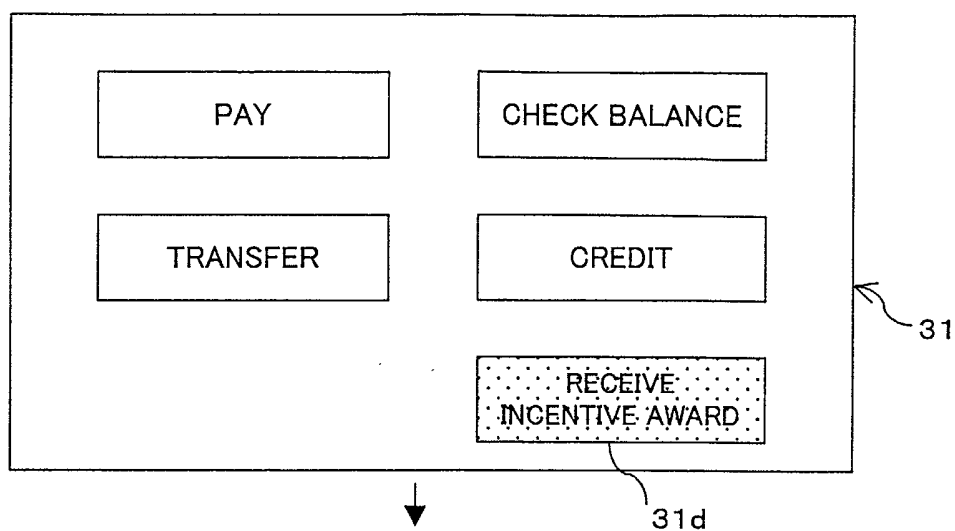 PAY
CHECK BALANCE
TRANSFER
CREDIT
31
RECEIVE
INCENTIVE AWARD
31d